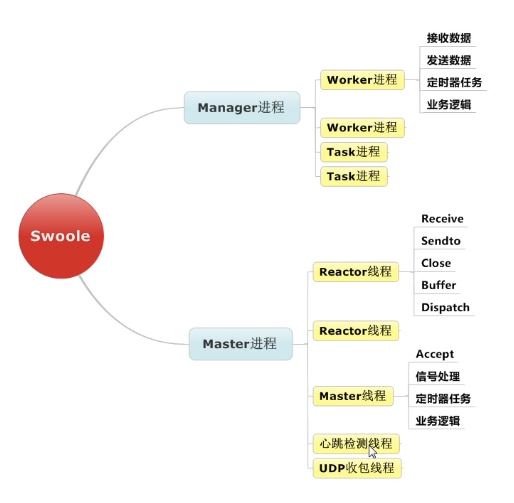 Swoole
Manager进程
Worker进程
接收数据
发送数据
定时器任务
业务逻辑
Worker进程
Task进程
Task进程
Master进程
Reactor线程
Receive
Sendto
Close
Buffer
Dispatch
Reactor线程
Master线程
Accept
信号处理
定时器任务
业务逻辑
心跳检测线程
UDP收包线程